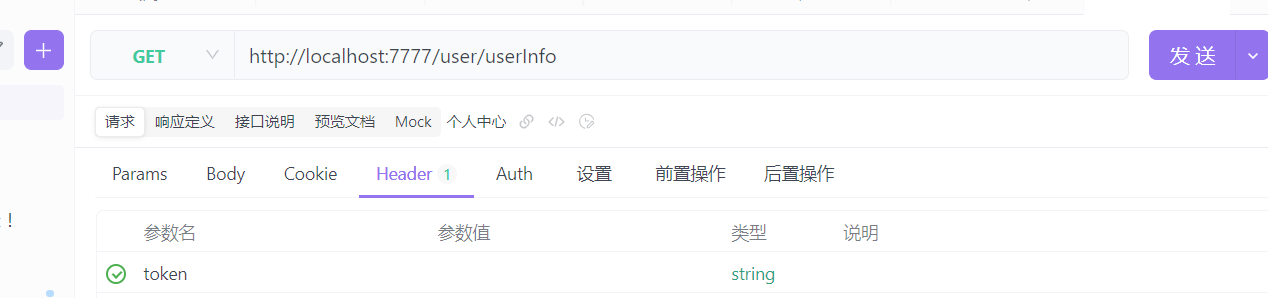 GET http://localhost:7777/user/userInfo 发送
请求 响应定义 接口说明 预览文档 Mock 个人中心
Params Body Cookie Header 1 Auth 设置 前置操作 后置操作
参数名 参数值 类型 说明
！
token string